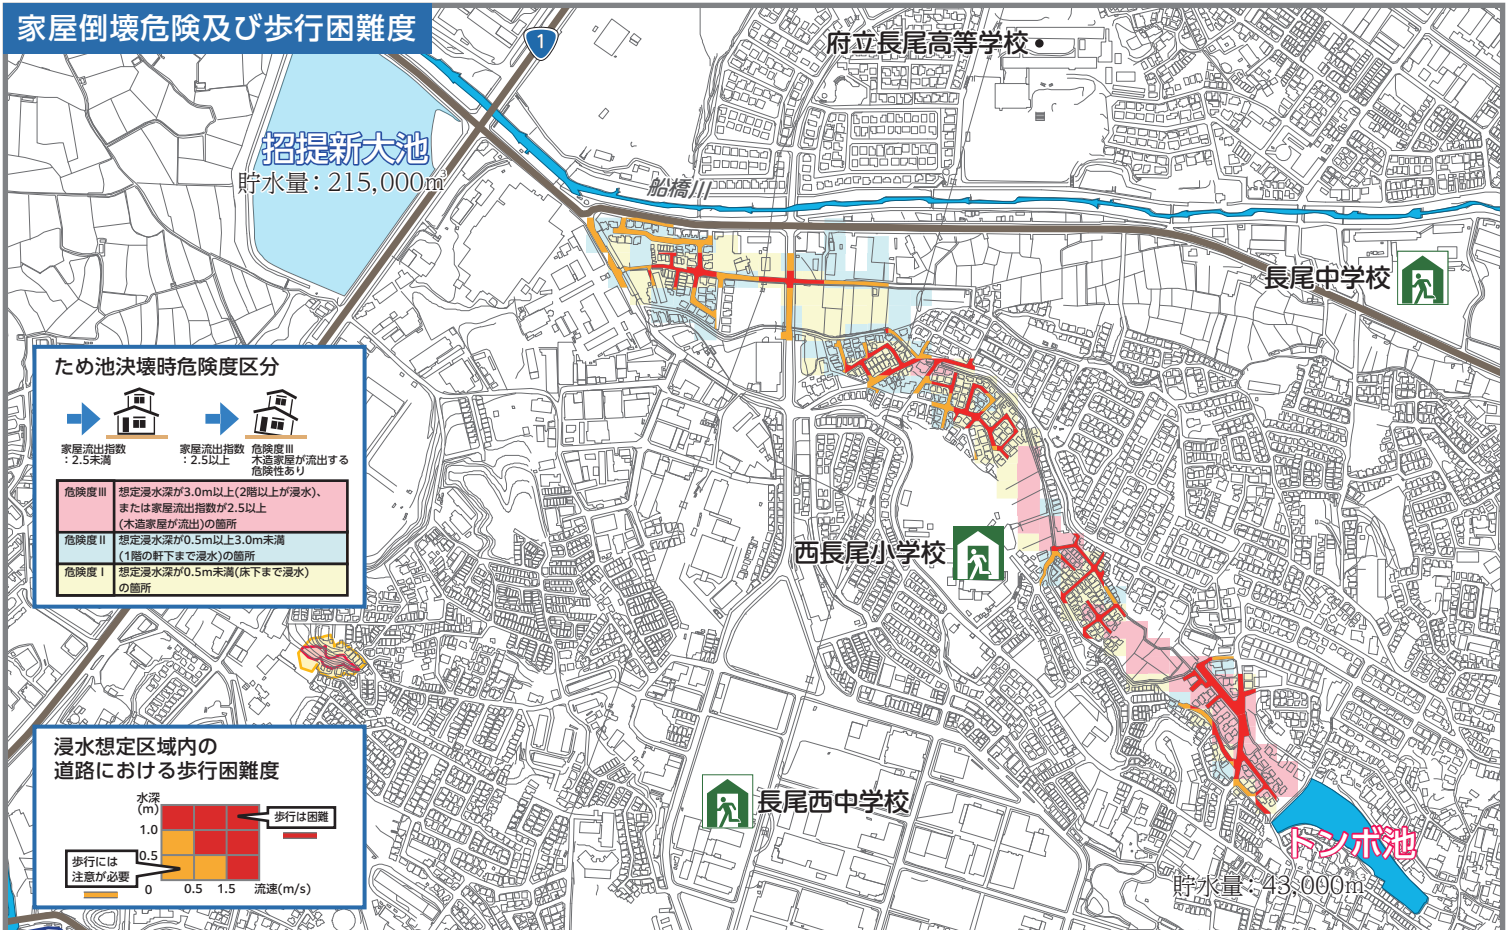 家屋倒壊危険及び歩行困難度
1
府立長尾高等学校
招提新大池
貯水量：215,000㎥
船橋川
長尾中学校
ため池決壊時危険度区分
家屋流出指数
：2.5未満
家屋流出指数
：2.5以上
危険度Ⅲ
木造家屋が流出する
危険性あり
危険度Ⅲ
想定浸水深が3.0m以上(2階以上が浸水)、
または家屋流出指数が2.5以上
(木造家屋が流出)の箇所
危険度Ⅱ
想定浸水深が0.5m以上3.0m未満
(1階の軒下まで浸水)の箇所
危険度Ⅰ
想定浸水深が0.5m未満(床下まで浸水)
の箇所
西長尾小学校
浸水想定区域内の
道路における歩行困難度
水深
(m)
1.0
0.5
0
0.5
1.5
流速(m/s)
歩行は困難
歩行には
注意が必要
長尾西中学校
トンボ池
貯水量：43,000㎥